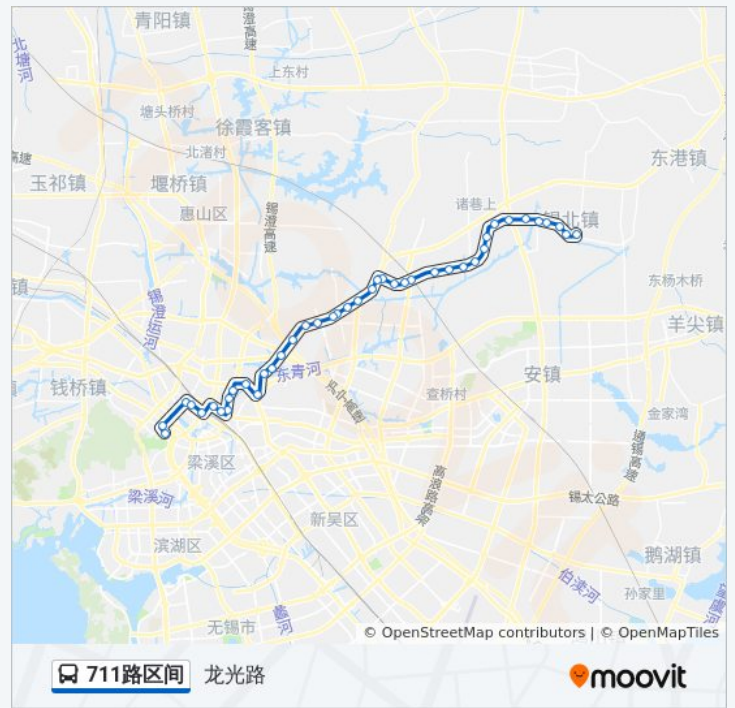 青阳镇
锡澄高速
北塘河
上东村
塘头桥村
徐霞客镇
北渚村
高速
玉祁镇
堰桥镇
东港镇
诸巷上
锡北镇
惠山区
锡澄高速
东杨木桥
镇
锡澄运河
羊尖镇
东青河
安镇
钱桥镇
查桥村
金家湾
通锡高速
梁溪区
高浪路高架
梁溪河
锡太公路
新吴区
滨湖区
鹅湖镇
伯渎河
孙家里
蠡河
无锡市
© OpenStreetMap contributors | © OpenMapTiles
711路区间 龙光路
moovit